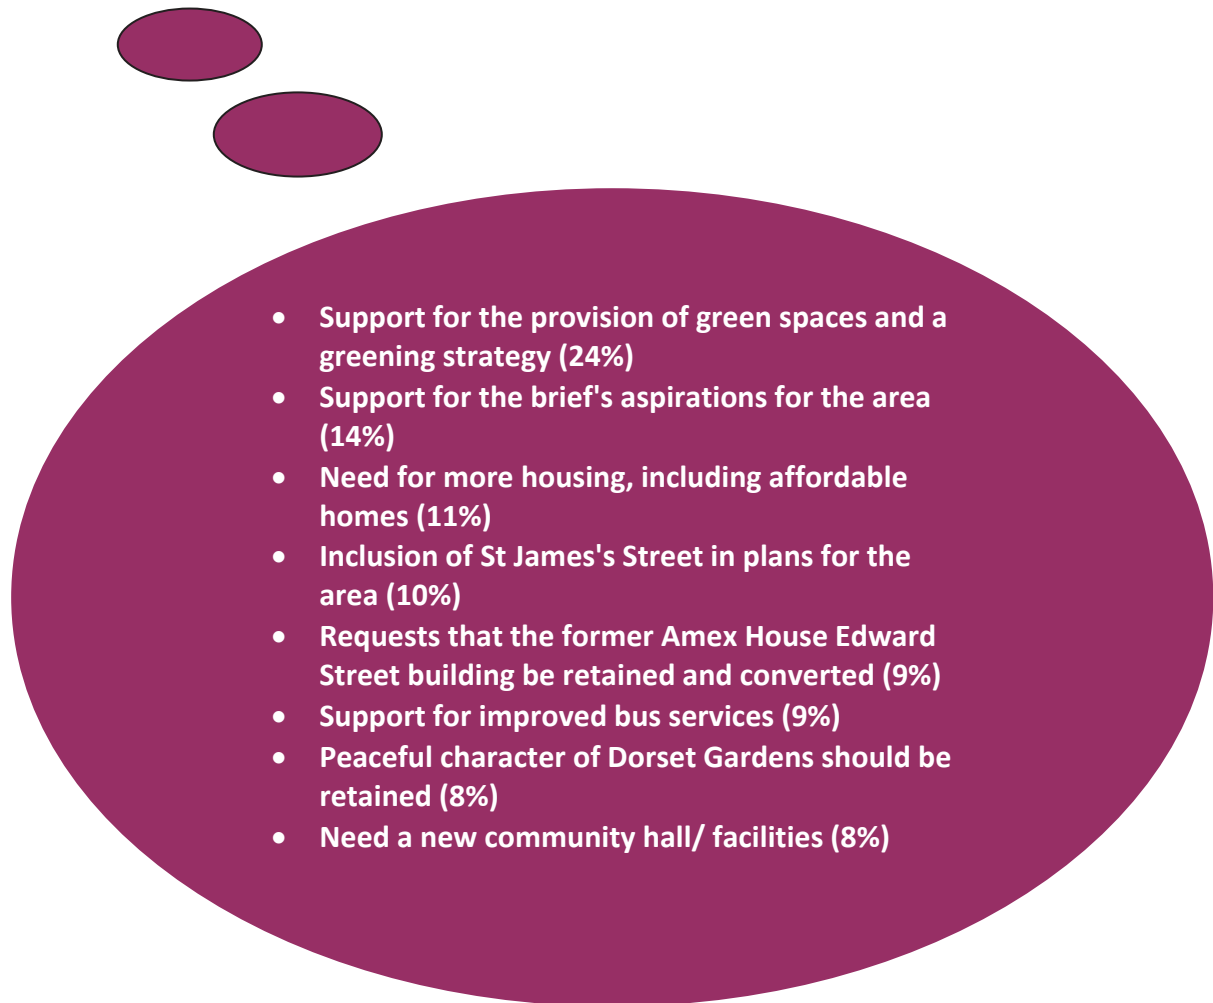 • Support for the provision of green spaces and a
greening strategy (24%)
• Support for the brief's aspirations for the area
(14%)
• Need for more housing, including affordable
homes (11%)
• Inclusion of St James's Street in plans for the
area (10%)
• Requests that the former Amex House Edward
Street building be retained and converted (9%)
• Support for improved bus services (9%)
• Peaceful character of Dorset Gardens should be
retained (8%)
• Need a new community hall/ facilities (8%)